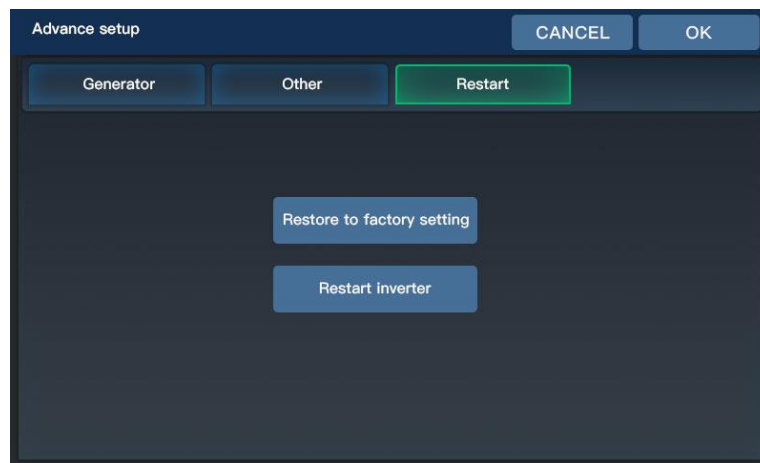 Advance setup
CANCEL
OK
Generator
Other
Restart
Restore to factory setting
Restart inverter